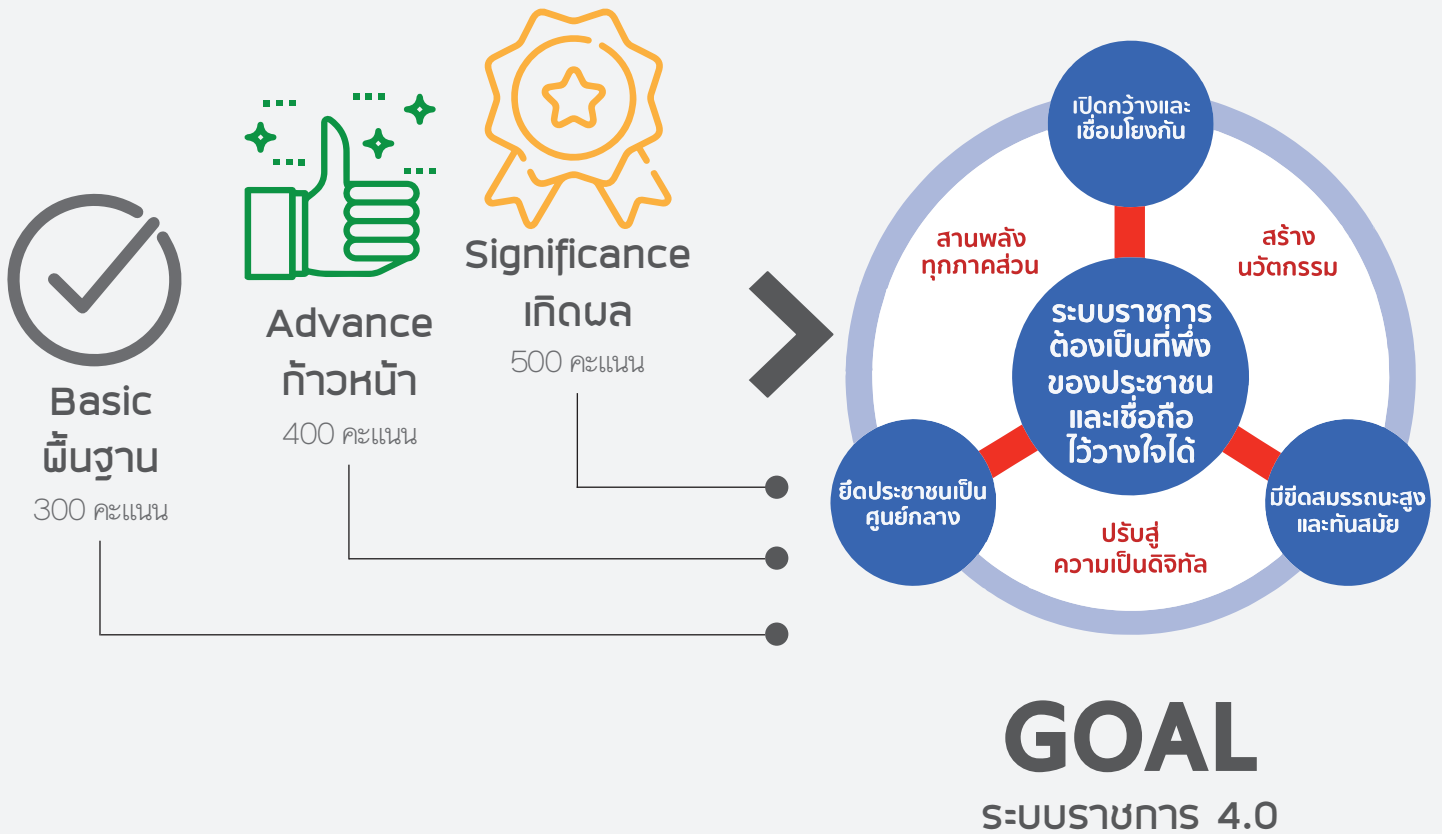 Basic
พื้นฐาน
300 คะแนน
Advance
ก้าวหน้า
400 คะแนน
Significance
เกิดผล
500 คะแนน
เปิดกว้างและ
เชื่อมโยงกัน
สานพลัง
ทุกภาคส่วน
สร้าง
นวัตกรรม
ระบบราชการ
ต้องเป็นที่พึ่ง
ของประชาชน
และเชื่อถือ
ไว้วางใจได้
ยึดประชาชนเป็น
ศูนย์กลาง
มีขีดสมรรถนะสูง
และทันสมัย
ปรับสู่
ความเป็นดิจิทัล
GOAL
ระบบราชการ 4.0